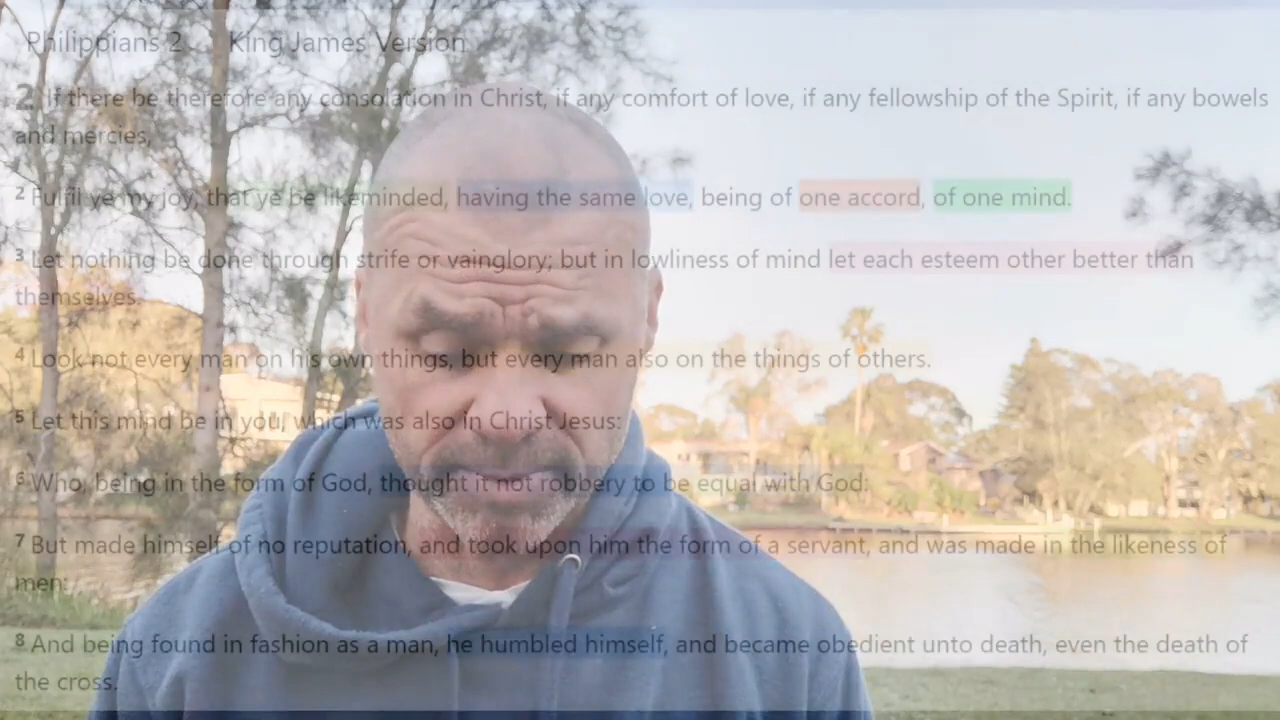 Philippians 2 King James Version
2 If there be therefore any consolation in Christ, if any comfort of love, if any fellowship of the Spirit, if any bowels
and mercies,
2 Fulfil ye my joy, that ye be likeminded, having the same love, being of one accord, of one mind.
3 Let nothing be done through strife or vainglory; but in lowliness of mind let each esteem other better than
themselves.
4 Look not every man on his own things, but every man also on the things of others.
5 Let this mind be in you, which was also in Christ Jesus:
6 Who, being in the form of God, thought it not robbery to be equal with God:
7 But made himself of no reputation, and took upon him the form of a servant, and was made in the likeness of
men:
8 And being found in fashion as a man, he humbled himself, and became obedient unto death, even the death of
the cross.